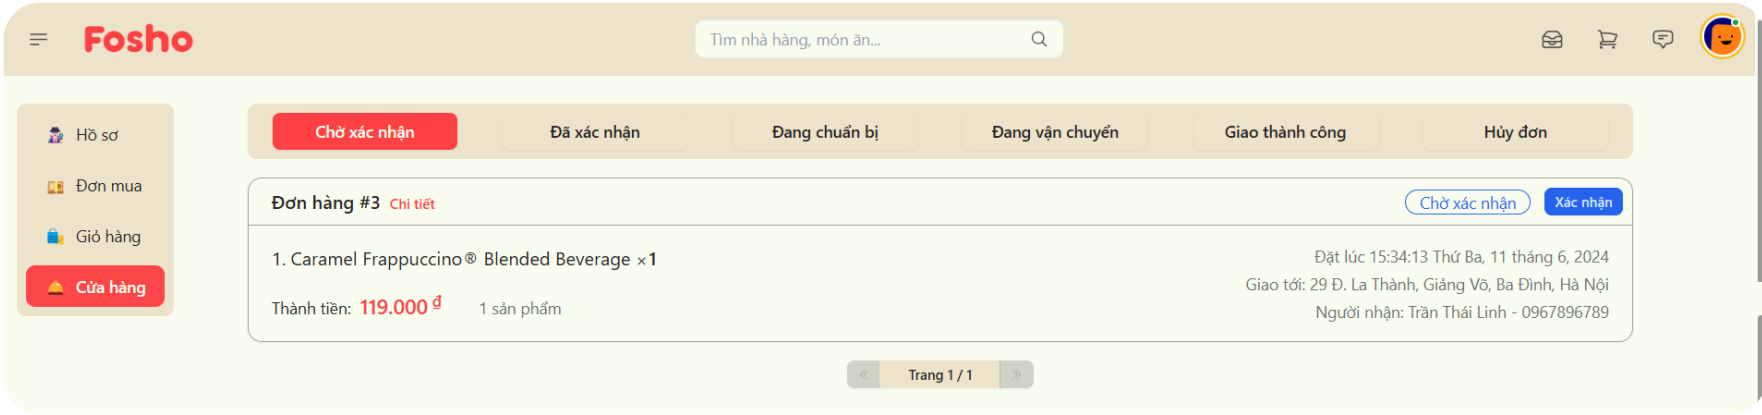 Fosho
Tìm nhà hàng, món ăn...
Hồ sơ
Đơn mua
Giỏ hàng
Cửa hàng
Chờ xác nhận
Đã xác nhận
Đang chuẩn bị
Đang vận chuyển
Giao thành công
Hủy đơn
Đơn hàng #3 Chi tiết
Chờ xác nhận
Xác nhận
1. Caramel Frappuccino® Blended Beverage ×1
Thành tiền: 119.000 ₫ 1 sản phẩm
Đặt lúc 15:34:13 Thứ Ba, 11 tháng 6, 2024
Giao tới: 29 Đ. La Thành, Giảng Võ, Ba Đình, Hà Nội
Người nhận: Trần Thái Linh - 0967896789
« Trang 1 / 1 »